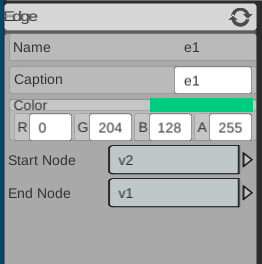 Edge
Name e1
Caption e1
Color
R 0 G 204 B 128 A 255
Start Node v2
End Node v1